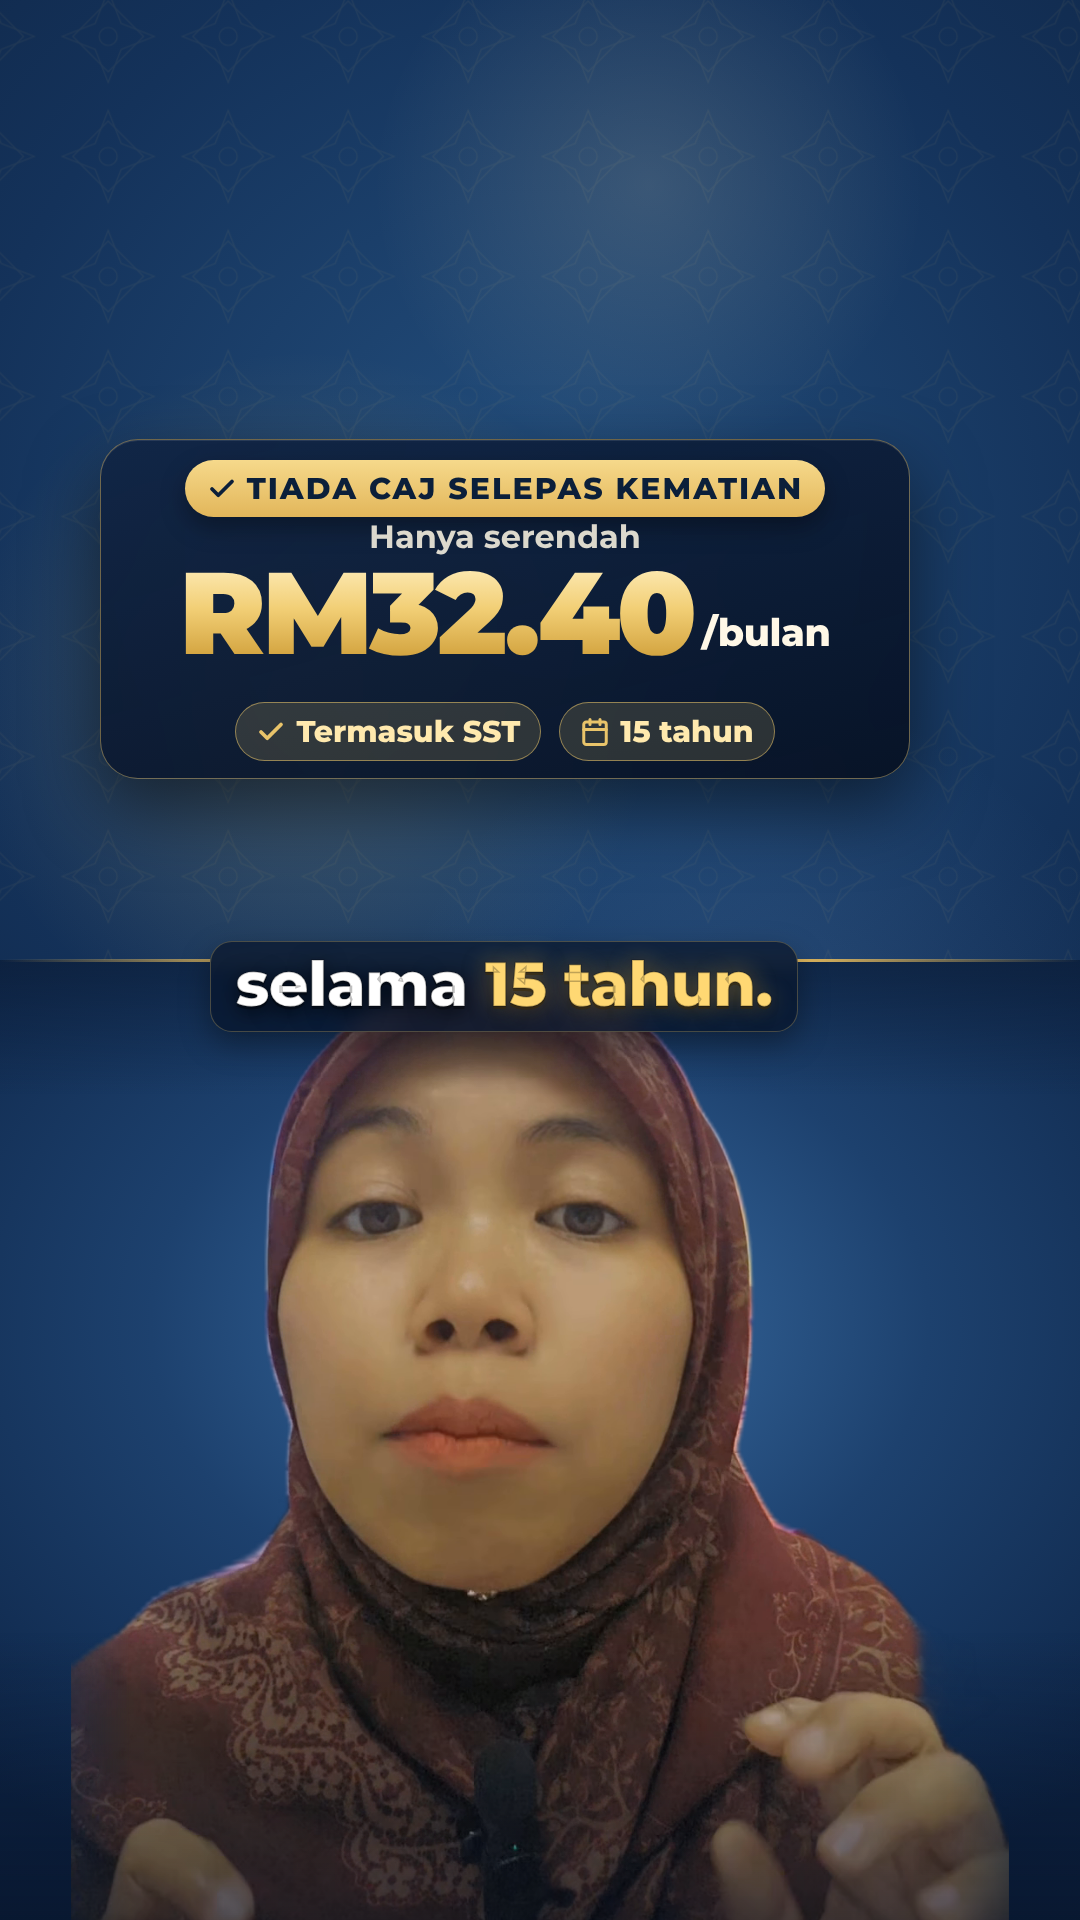 TIADA CAJ SELEPAS KEMATIAN
Hanya serendah
RM32.40/bulan
Termasuk SST
15 tahun
selama 15 tahun.